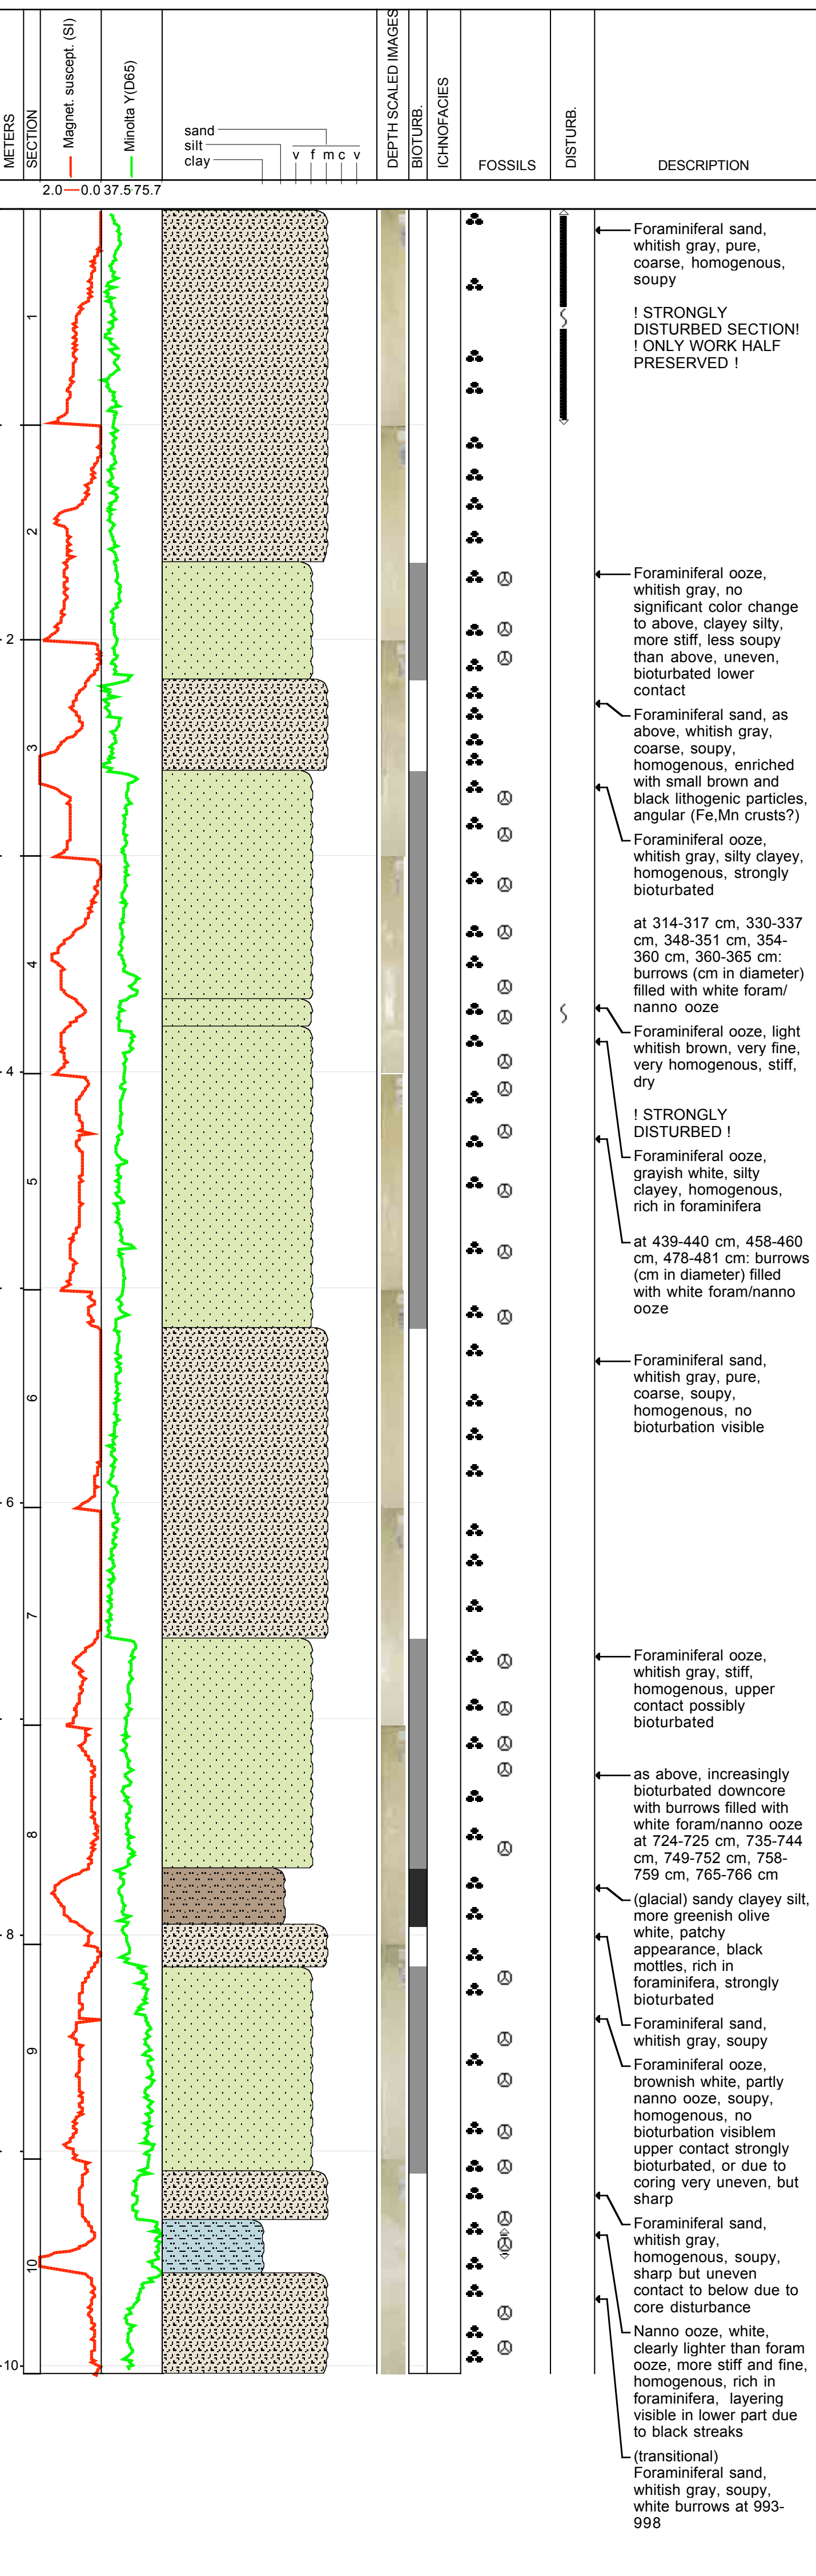 METERS
SECTION
Magnet. suscept. (SI)
Minolta Y(D65)
sand
silt
clay
v f m c v
DEPTH SCALED IMAGES
BIOTURB.
ICHNOFACIES
FOSSILS
DISTURB.
DESCRIPTION
2.0 0.0 37.5 75.7
1
2
2
3
4
4
5
6
6
7
8
8
9
10
10
Foraminiferal sand,
whitish gray, pure,
coarse, homogenous,
soupy
! STRONGLY
DISTURBED SECTION!
! ONLY WORK HALF
PRESERVED !
Foraminiferal ooze,
whitish gray, no
significant color change
to above, clayey silty,
more stiff, less soupy
than above, uneven,
bioturbated lower
contact
Foraminiferal sand, as
above, whitish gray,
coarse, soupy,
homogenous, enriched
with small brown and
black lithogenic particles,
angular (Fe,Mn crusts?)
Foraminiferal ooze,
whitish gray, silty clayey,
homogenous, strongly
bioturbated
at 314-317 cm, 330-337
cm, 348-351 cm, 354-
360 cm, 360-365 cm:
burrows (cm in diameter)
filled with white foram/
nanno ooze
Foraminiferal ooze, light
whitish brown, very fine,
very homogenous, stiff,
dry
! STRONGLY
DISTURBED !
Foraminiferal ooze,
grayish white, silty
clayey, homogenous,
rich in foraminifera
at 439-440 cm, 458-460
cm, 478-481 cm: burrows
(cm in diameter) filled
with white foram/nanno
ooze
Foraminiferal sand,
whitish gray, pure,
coarse, soupy,
homogenous, no
bioturbation visible
Foraminiferal ooze,
whitish gray, stiff,
homogenous, upper
contact possibly
bioturbated
as above, increasingly
bioturbated downcore
with burrows filled with
white foram/nanno ooze
at 724-725 cm, 735-744
cm, 749-752 cm, 758-
759 cm, 765-766 cm
(glacial) sandy clayey silt,
more greenish olive
white, patchy
appearance, black
mottles, rich in
foraminifera, strongly
bioturbated
Foraminiferal sand,
whitish gray, soupy
Foraminiferal ooze,
brownish white, partly
nanno ooze, soupy,
homogenous, no
bioturbation visiblem
upper contact strongly
bioturbated, or due to
coring very uneven, but
sharp
Foraminiferal sand,
whitish gray,
homogenous, soupy,
sharp but uneven
contact to below due to
core disturbance
Nanno ooze, white,
clearly lighter than foram
ooze, more stiff and fine,
homogenous, rich in
foraminifera, layering
visible in lower part due
to black streaks
(transitional)
Foraminiferal sand,
whitish gray, soupy,
white burrows at 993-
998